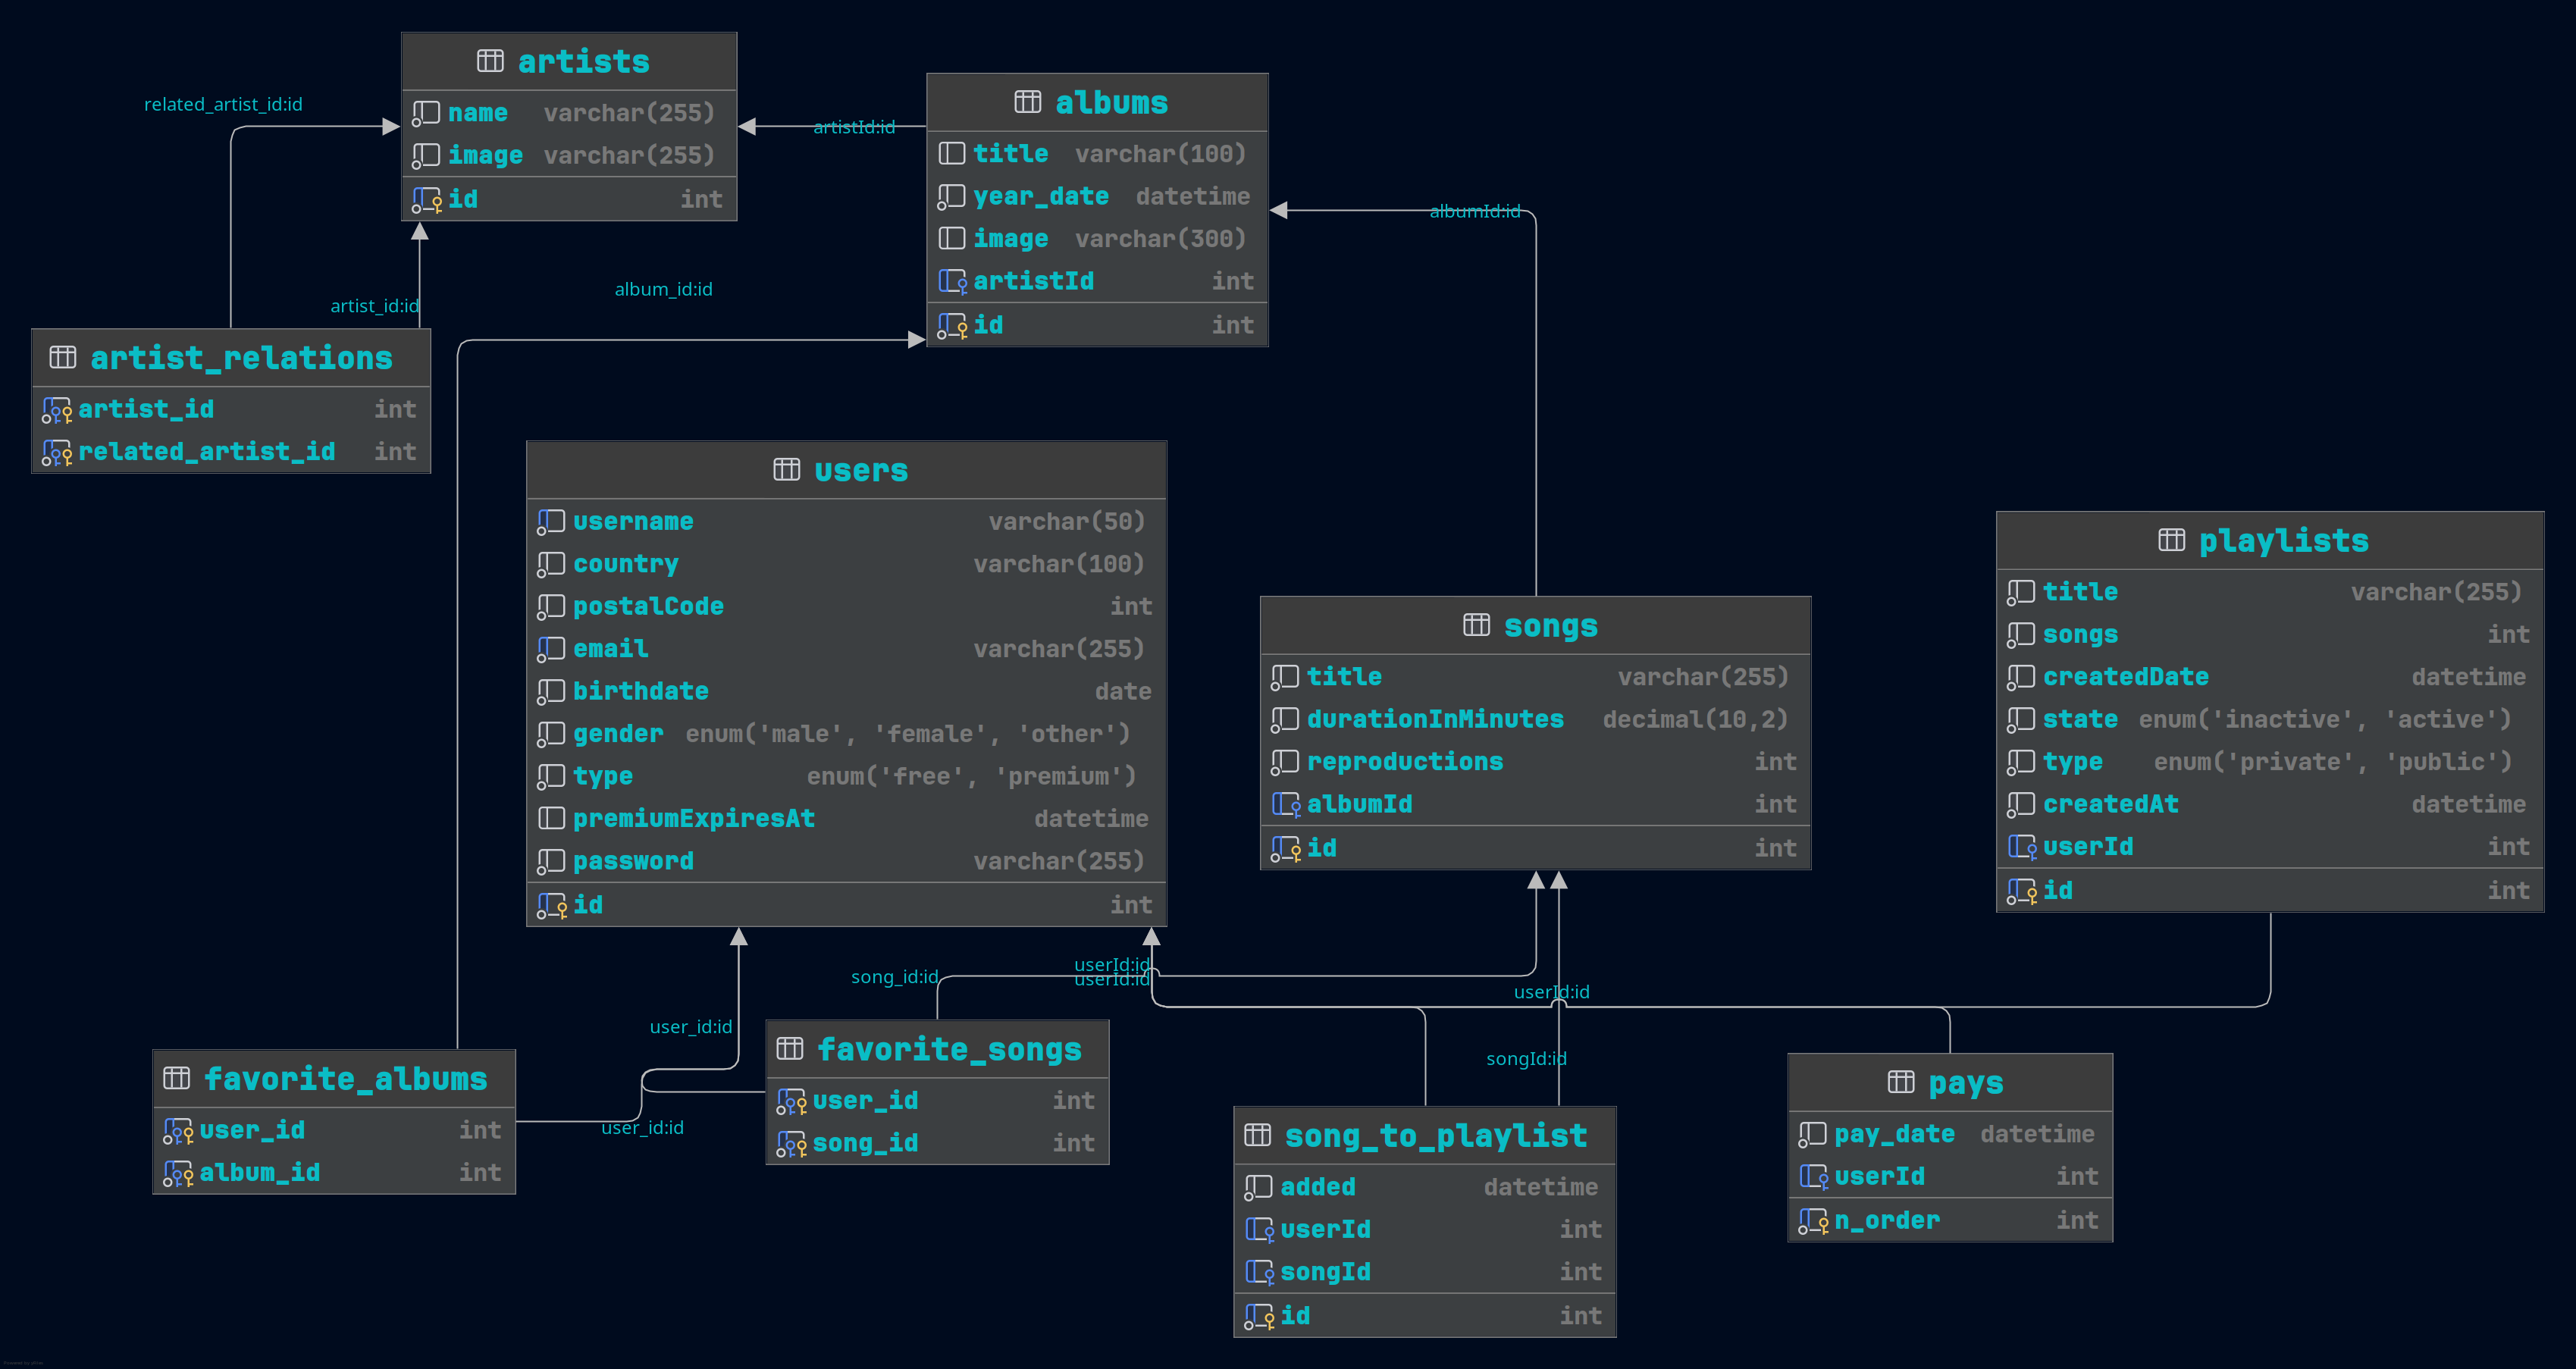 artists
name varchar(255)
image varchar(255)
id int
related_artist_id:id
artistId:id
albums
title varchar(100)
year_date datetime
image varchar(300)
artistId int
id int
albumId:id
album_id:id
artist_id:id
artist_relations
artist_id int
related_artist_id int
users
username varchar(50)
country varchar(100)
postalCode int
email varchar(255)
birthdate date
gender enum('male', 'female', 'other')
type enum('free', 'premium')
premiumExpiresAt datetime
password varchar(255)
id int
songs
title varchar(255)
durationInMinutes decimal(10,2)
reproductions int
albumId int
id int
playlists
title varchar(255)
songs int
createdDate datetime
state enum('inactive', 'active')
type enum('private', 'public')
createdAt datetime
userId int
id int
userId:id
song_id:id
userId:id
userId:id
user_id:id
songId:id
user_id:id
favorite_albums
user_id int
album_id int
favorite_songs
user_id int
song_id int
song_to_playlist
added datetime
userId int
songId int
id int
pays
pay_date datetime
userId int
n_order int